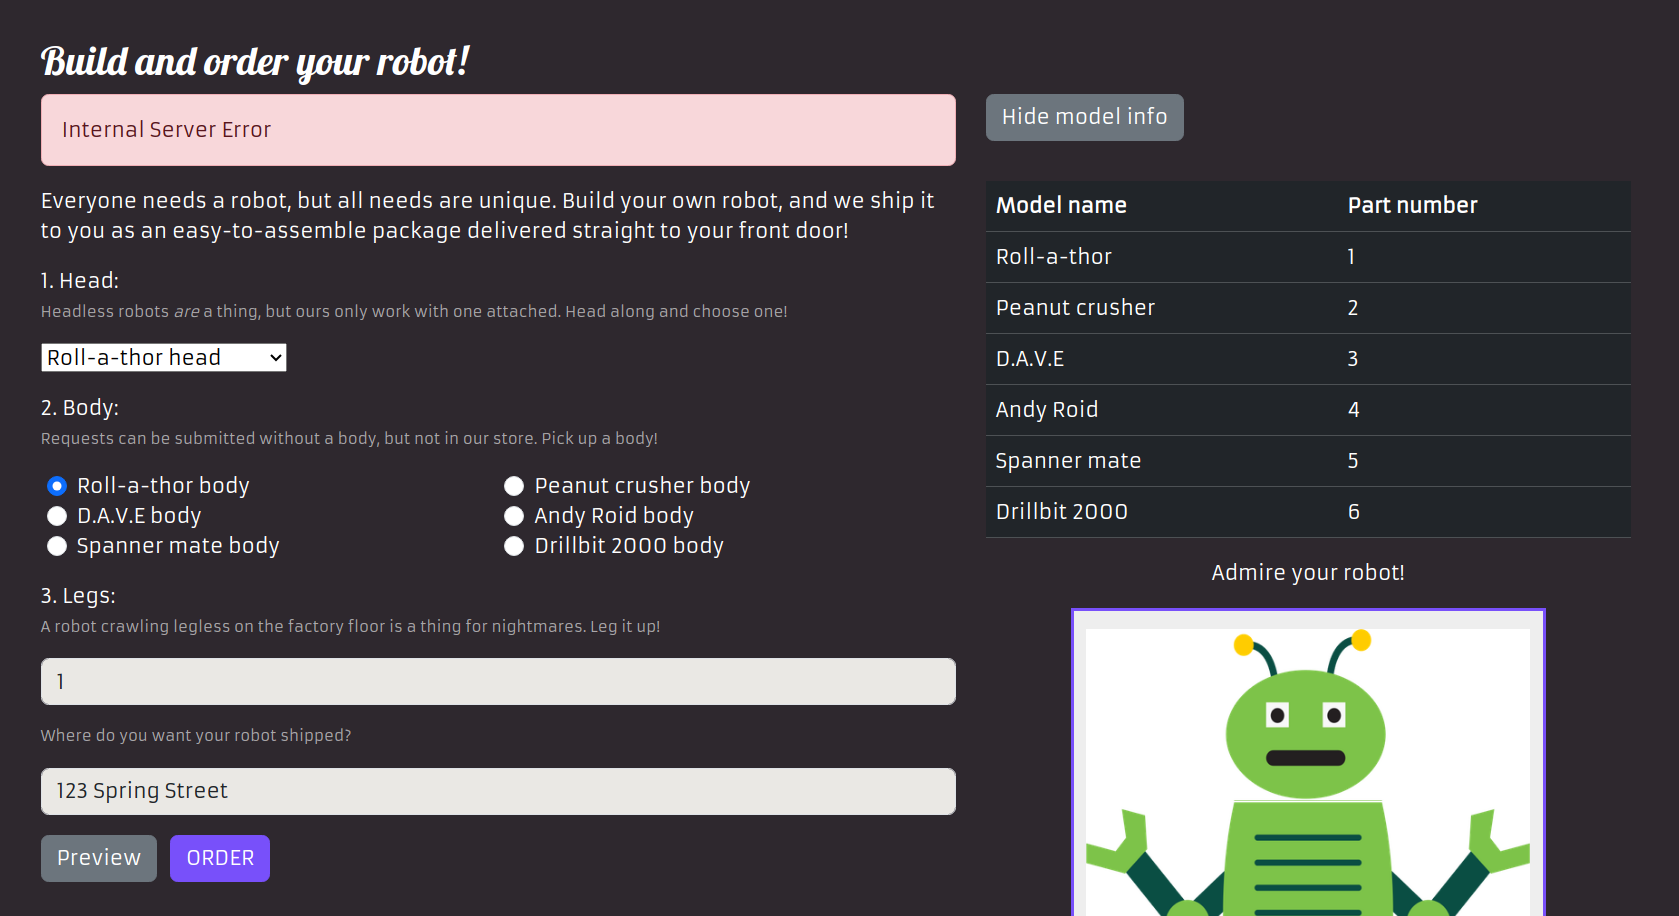 Build and order your robot!
Internal Server Error
Everyone needs a robot, but all needs are unique. Build your own robot, and we ship it
to you as an easy-to-assemble package delivered straight to your front door!
1. Head:
Headless robots are a thing, but ours only work with one attached. Head along and choose one!
Roll-a-thor head
2. Body:
Requests can be submitted without a body, but not in our store. Pick up a body!
Roll-a-thor body
Peanut crusher body
D.A.V.E body
Andy Roid body
Spanner mate body
Drillbit 2000 body
3. Legs:
A robot crawling legless on the factory floor is a thing for nightmares. Leg it up!
1
Where do you want your robot shipped?
123 Spring Street
Preview
ORDER
Hide model info
Model name Part number
Roll-a-thor 1
Peanut crusher 2
D.A.V.E 3
Andy Roid 4
Spanner mate 5
Drillbit 2000 6
Admire your robot!